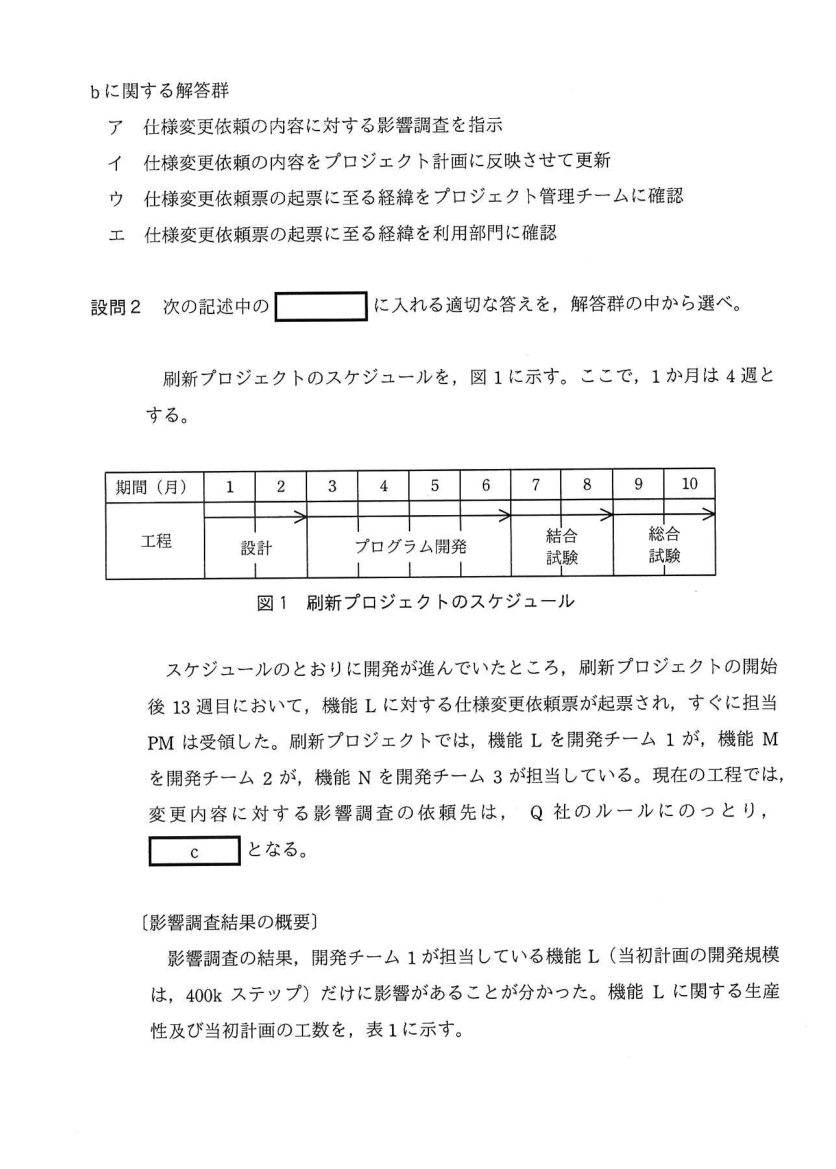 bに関する解答群
ア　仕様変更依頼の内容に対する影響調査を指示
イ　仕様変更依頼の内容をプロジェクト計画に反映させて更新
ウ　仕様変更依頼票の起票に至る経緯をプロジェクト管理チームに確認
エ　仕様変更依頼票の起票に至る経緯を利用部門に確認
設問2　次の記述中の　　　　に入れる適切な答えを，解答群の中から選べ。
刷新プロジェクトのスケジュールを，図1に示す。ここで，1か月は4週と
する。
期間（月） 1 2 3 4 5 6 7 8 9 10
工程 設計 プログラム開発 結合試験 総合試験
図1　刷新プロジェクトのスケジュール
スケジュールのとおりに開発が進んでいたところ，刷新プロジェクトの開始
後13週目において，機能Lに対する仕様変更依頼票が起票され，すぐに担当
PMは受領した。刷新プロジェクトでは，機能Lを開発チーム1が，機能M
を開発チーム2が，機能Nを開発チーム3が担当している。現在の工程では，
変更内容に対する影響調査の依頼先は，Q社のルールにのっとり，
c となる。
〔影響調査結果の概要〕
影響調査の結果，開発チーム1が担当している機能L（当初計画の開発規模
は，400kステップ）だけに影響があることが分かった。機能Lに関する生産
性及び当初計画の工数を，表1に示す。